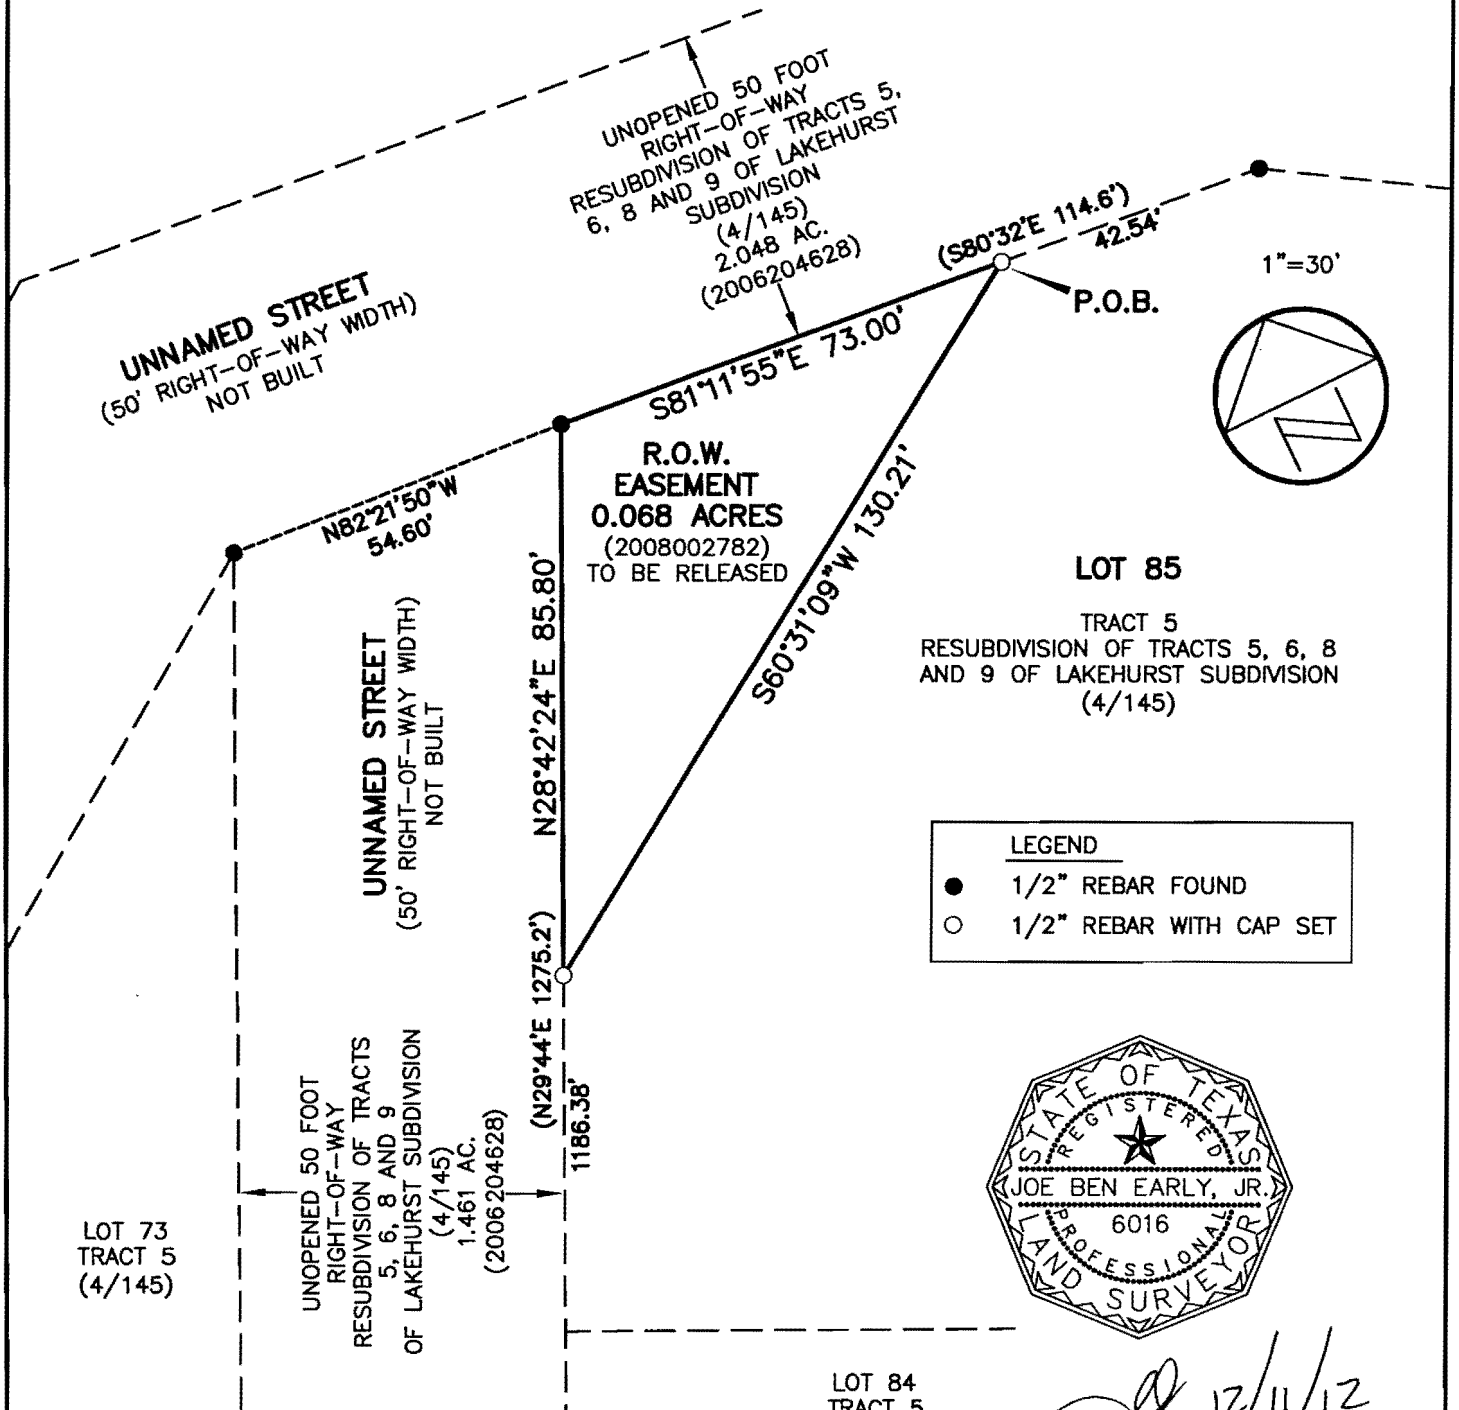 UNOPENED 50 FOOT
RIGHT-OF-WAY
RESUBDIVISION OF TRACTS 5,
6, 8 AND 9 OF LAKEHURST
SUBDIVISION
(4/145)
2.048 AC.
(2006204628)
(S80°32'E 114.6')
42.54'
1"=30'
P.O.B.
UNNAMED STREET
(50' RIGHT-OF-WAY WIDTH)
NOT BUILT
S81°11'55"E 73.00'
N82°21'50"W
54.60'
R.O.W.
EASEMENT
0.068 ACRES
(2008002782)
TO BE RELEASED
S60°31'09"W 130.21'
N28°42'24"E 85.80'
LOT 85
TRACT 5
RESUBDIVISION OF TRACTS 5, 6, 8
AND 9 OF LAKEHURST SUBDIVISION
(4/145)
UNNAMED STREET
(50' RIGHT-OF-WAY WIDTH)
NOT BUILT
LEGEND
1/2" REBAR FOUND
1/2" REBAR WITH CAP SET
(N29°44'E 1275.2')
1186.38'
UNOPENED 50 FOOT
RIGHT-OF-WAY
RESUBDIVISION OF TRACTS
5, 6, 8 AND 9
OF LAKEHURST SUBDIVISION
(4/145)
1.461 AC.
(2006204628)
STATE OF TEXAS
REGISTERED
JOE BEN EARLY, JR.
6016
PROFESSIONAL
LAND SURVEYOR
LOT 73
TRACT 5
(4/145)
LOT 84
TRACT 5
12/11/12